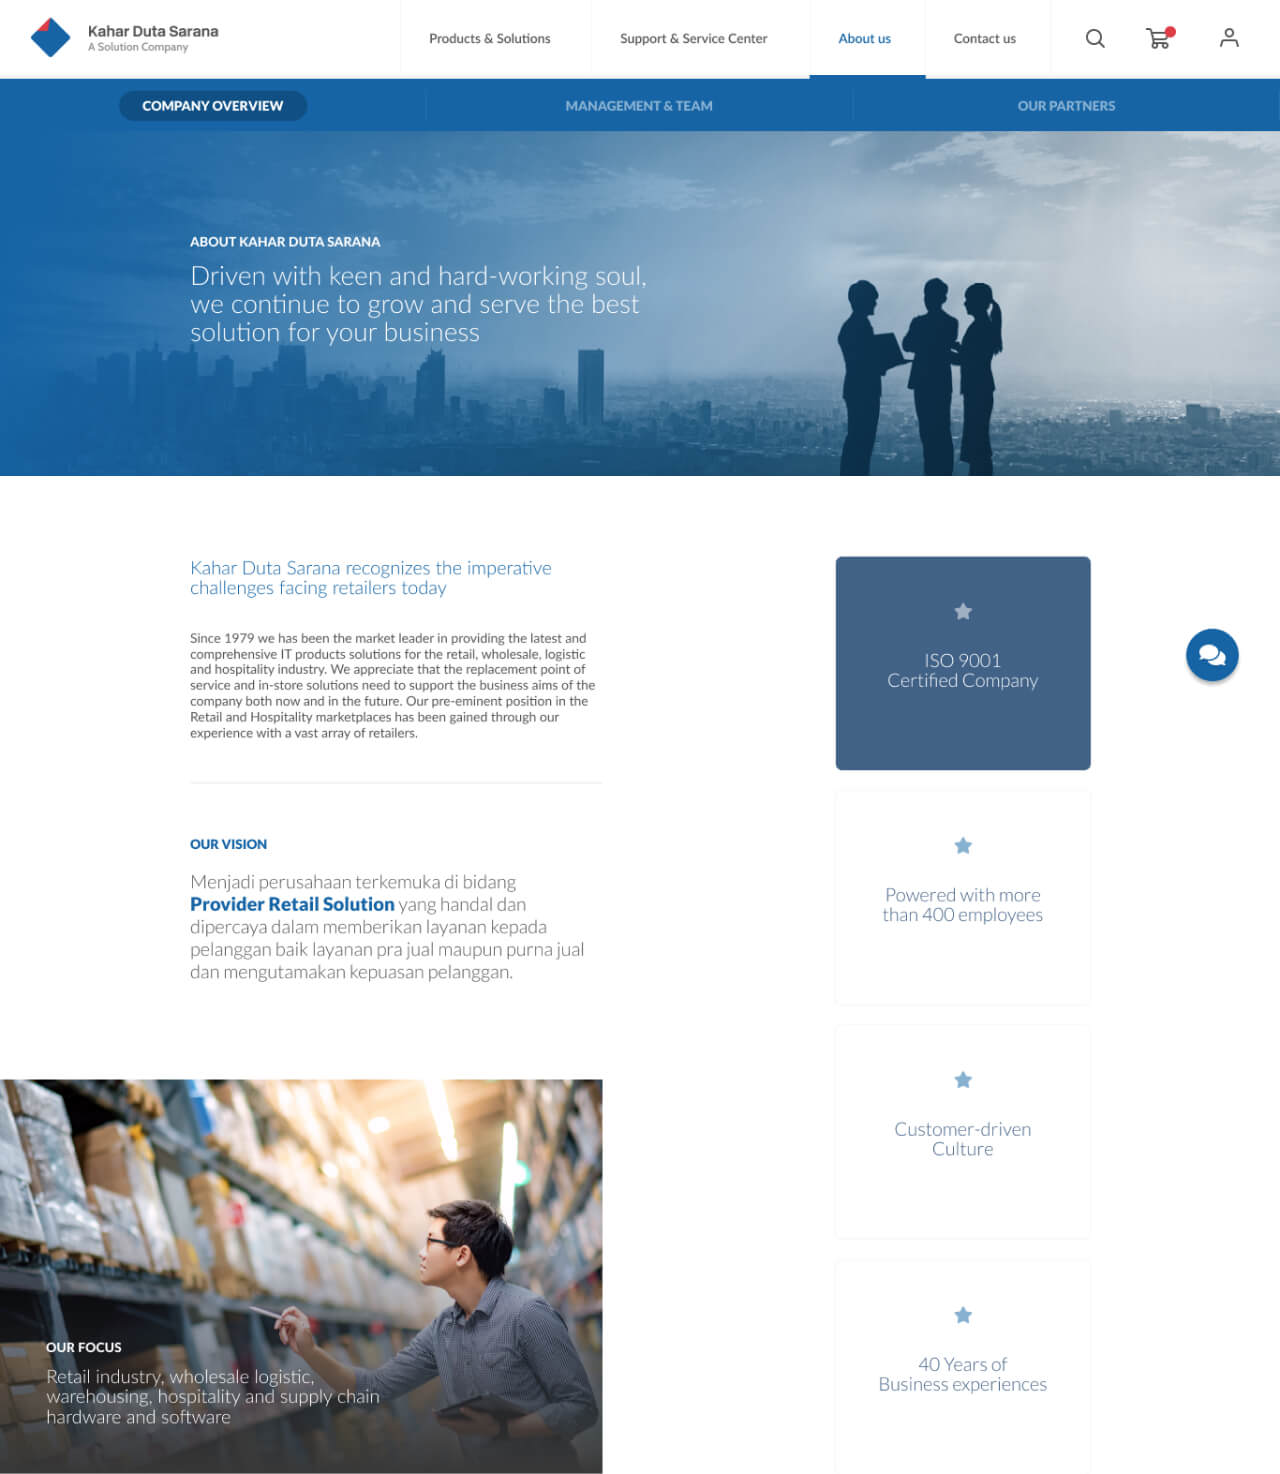 Kahar Duta Sarana
A Solution Company
Products & Solutions
Support & Service Center
About us
Contact us
COMPANY OVERVIEW
MANAGEMENT & TEAM
OUR PARTNERS
ABOUT KAHAR DUTA SARANA
Driven with keen and hard-working soul,
we continue to grow and serve the best
solution for your business
Kahar Duta Sarana recognizes the imperative
challenges facing retailers today
Since 1979 we has been the market leader in providing the latest and
comprehensive IT products solutions for the retail, wholesale, logistic
and hospitality industry. We appreciate that the replacement point of
service and in-store solutions need to support the business aims of the
company both now and in the future. Our pre-eminent position in the
Retail and Hospitality marketplaces has been gained through our
experience with a vast array of retailers.
OUR VISION
Menjadi perusahaan terkemuka di bidang
Provider Retail Solution yang handal dan
dipercaya dalam memberikan layanan kepada
pelanggan baik layanan pra jual maupun purna jual
dan mengutamakan kepuasan pelanggan.
ISO 9001
Certified Company
Powered with more
than 400 employees
Customer-driven
Culture
40 Years of
Business experiences
OUR FOCUS
Retail industry, wholesale logistic,
warehousing, hospitality and supply chain
hardware and software